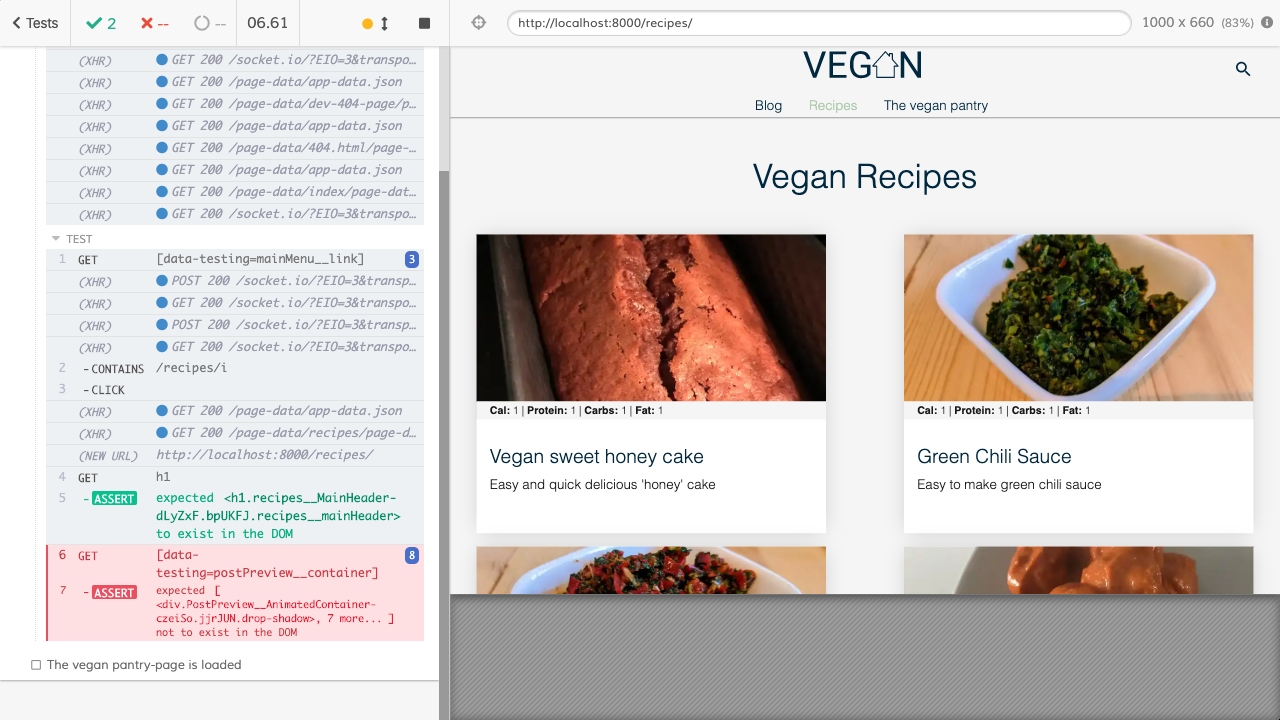 Tests
2
--
--
06.61
http://localhost:8000/recipes/
1000 x 660 (83%)
(XHR) GET 200 /socket.io/?EIO=3&transpo…
(XHR) GET 200 /page-data/app-data.json
(XHR) GET 200 /page-data/dev-404-page/p…
(XHR) GET 200 /page-data/app-data.json
(XHR) GET 200 /page-data/404.html/page-…
(XHR) GET 200 /page-data/app-data.json
(XHR) GET 200 /page-data/index/page-dat…
(XHR) GET 200 /socket.io/?EIO=3&transpo…
TEST
1 GET [data-testing=mainMenu__link] 3
(XHR) POST 200 /socket.io/?EIO=3&transp…
(XHR) GET 200 /socket.io/?EIO=3&transpo…
(XHR) POST 200 /socket.io/?EIO=3&transp…
(XHR) GET 200 /socket.io/?EIO=3&transpo…
2 -CONTAINS /recipes/i
3 -CLICK
(XHR) GET 200 /page-data/app-data.json
(XHR) GET 200 /page-data/recipes/page-d…
(NEW URL) http://localhost:8000/recipes/
4 GET h1
5 -ASSERT expected <h1.recipes__MainHeader-
dLyZxF.bpUKFJ.recipes__mainHeader>
to exist in the DOM
6 GET [data-
testing=postPreview__container] 8
7 -ASSERT expected [
<div.PostPreview__AnimatedContainer-
czeiSo.jjrJUN.drop-shadow>, 7 more... ]
not to exist in the DOM
The vegan pantry-page is loaded
VEGAN
Blog Recipes The vegan pantry
Vegan Recipes
Cal: 1 | Protein: 1 | Carbs: 1 | Fat: 1
Vegan sweet honey cake
Easy and quick delicious 'honey' cake
Cal: 1 | Protein: 1 | Carbs: 1 | Fat: 1
Green Chili Sauce
Easy to make green chili sauce